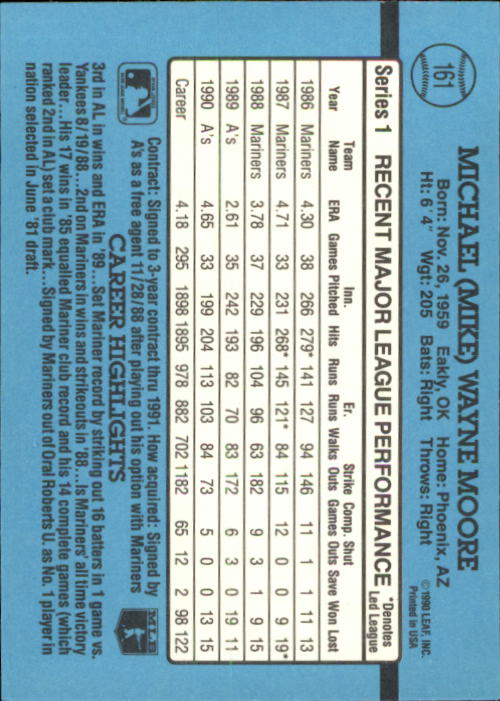 161
MICHAEL (MIKE) WAYNE MOORE
Born: Nov. 26, 1959 Eakly, OK Home: Phoenix, AZ
Ht: 6' 4" Wgt: 205 Bats: Right Throws: Right
©1990 LEAF, INC.
Printed in USA
Series 1 RECENT MAJOR LEAGUE PERFORMANCE *Denotes Led League
Year Team Name ERA Games Inn. Pitched Hits Runs Er. Runs Walks Strike Outs Comp. Games Shut Outs Save Won Lost
1986 Mariners 4.30 38 266 279* 141 127 94 146 11 1 1 11 13
1987 Mariners 4.71 33 231 268* 145 121* 84 115 12 0 0 9 19*
1988 Mariners 3.78 37 229 196 104 96 63 182 9 3 1 9 15
1989 A's 2.61 35 242 193 82 70 83 172 6 3 0 19 11
1990 A's 4.65 33 199 204 113 103 84 73 5 0 0 13 15
Career 4.18 295 1898 1895 978 882 702 1182 65 12 2 98 122
Contract: Signed to 3-year contract thru 1991. How acquired: Signed by
A's as a free agent 11/28/88 after playing out his option with Mariners
MLB
CAREER HIGHLIGHTS
3rd in AL in wins and ERA in '89...Set Mariner record by striking out 16 batters in 1 game vs.
Yankees 8/19/88...2nd on Mariners in wins and strikeouts in '88...Is Mariners' all time victory
leader...His 17 wins in '85 equalled Mariner club record and his 14 complete games (which
ranked 2nd in AL) set a club mark...Signed by Mariners out of Oral Roberts U. as No. 1 player in
nation selected in June '81 draft.